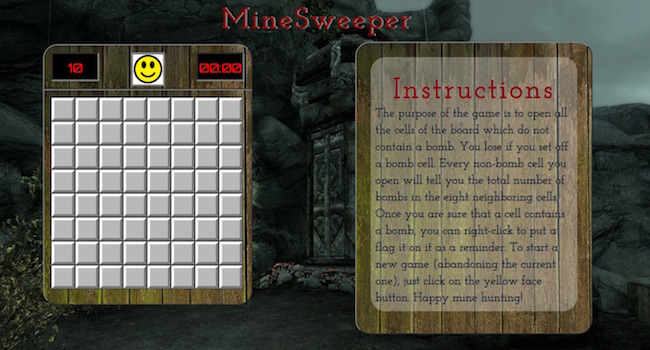 MineSweeper
10
00:00
Instructions
The purpose of the game is to open all
the cells of the board which do not
contain a bomb. You lose if you set off
a bomb cell. Every non-bomb cell you
open will tell you the total number of
bombs in the eight neighboring cells.
Once you are sure that a cell contains
a bomb, you can right-click to put a
flag it on it as a reminder. To start a
new game (abandoning the current
one), just click on the yellow face
button. Happy mine hunting!